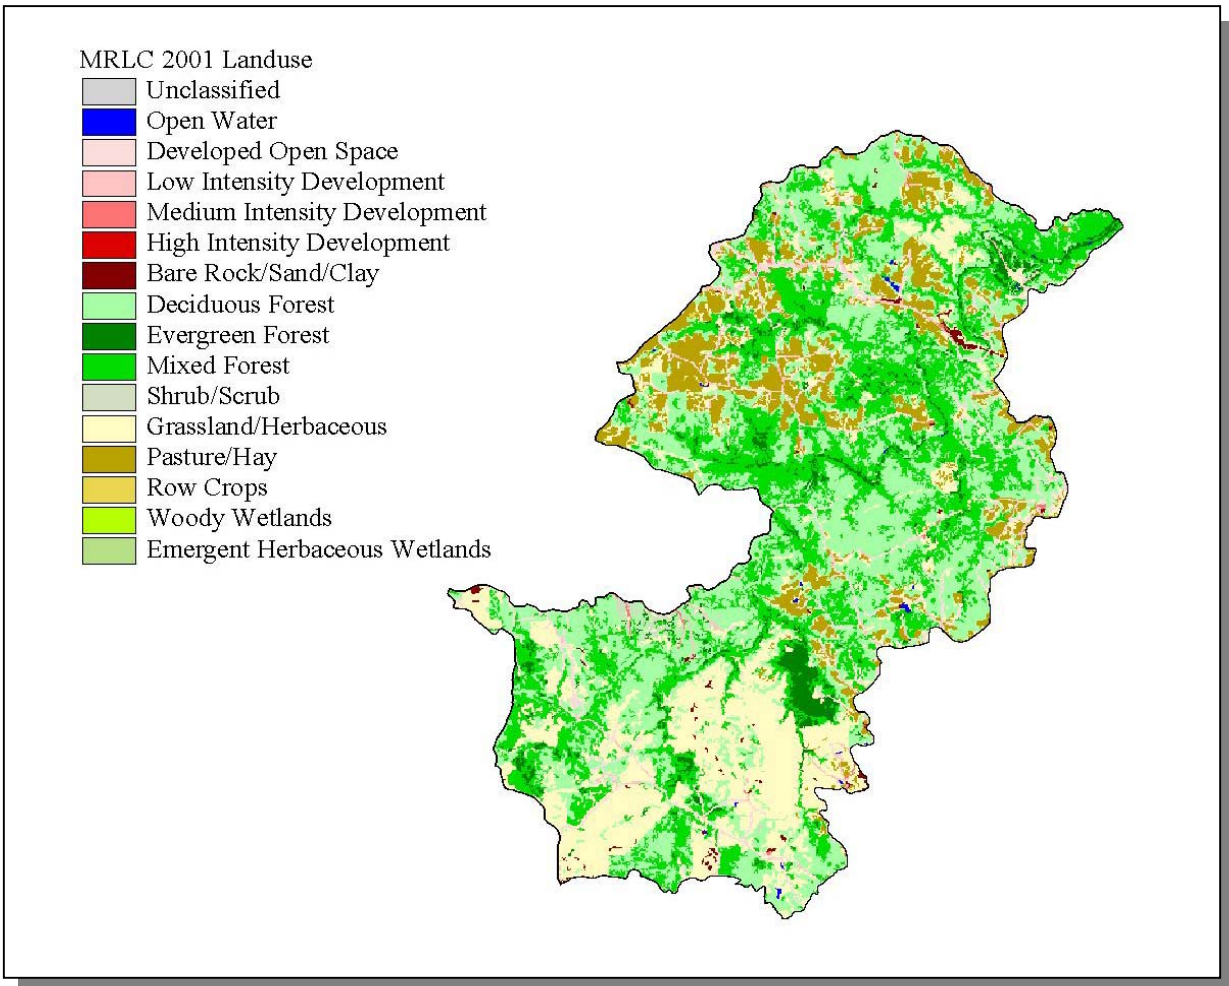 MRLC 2001 Landuse
Unclassified
Open Water
Developed Open Space
Low Intensity Development
Medium Intensity Development
High Intensity Development
Bare Rock/Sand/Clay
Deciduous Forest
Evergreen Forest
Mixed Forest
Shrub/Scrub
Grassland/Herbaceous
Pasture/Hay
Row Crops
Woody Wetlands
Emergent Herbaceous Wetlands